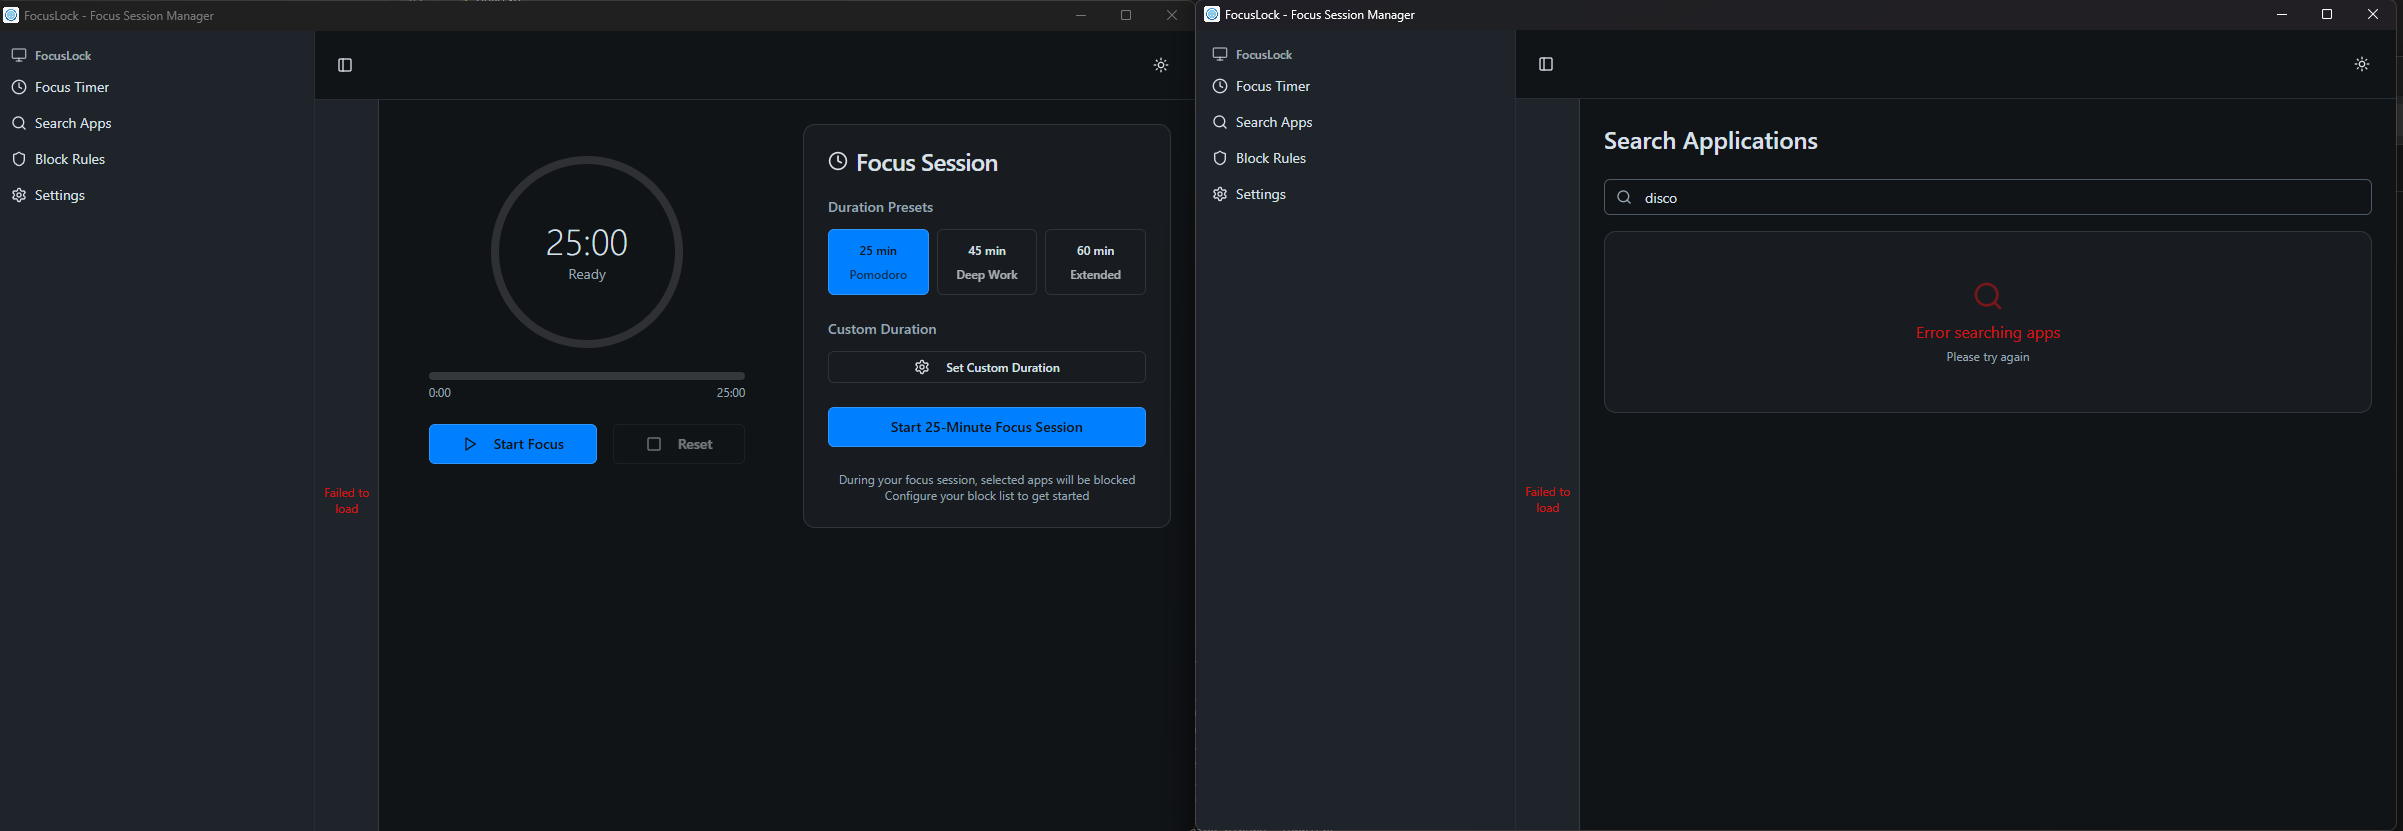 FocusLock - Focus Session Manager
FocusLock
Focus Timer
Search Apps
Block Rules
Settings
Failed to
load
25:00
Ready
0:00
25:00
Start Focus
Reset
Focus Session
Duration Presets
25 min
Pomodoro
45 min
Deep Work
60 min
Extended
Custom Duration
Set Custom Duration
Start 25-Minute Focus Session
During your focus session, selected apps will be blocked
Configure your block list to get started
FocusLock - Focus Session Manager
FocusLock
Focus Timer
Search Apps
Block Rules
Settings
Failed to
load
Search Applications
disco
Error searching apps
Please try again